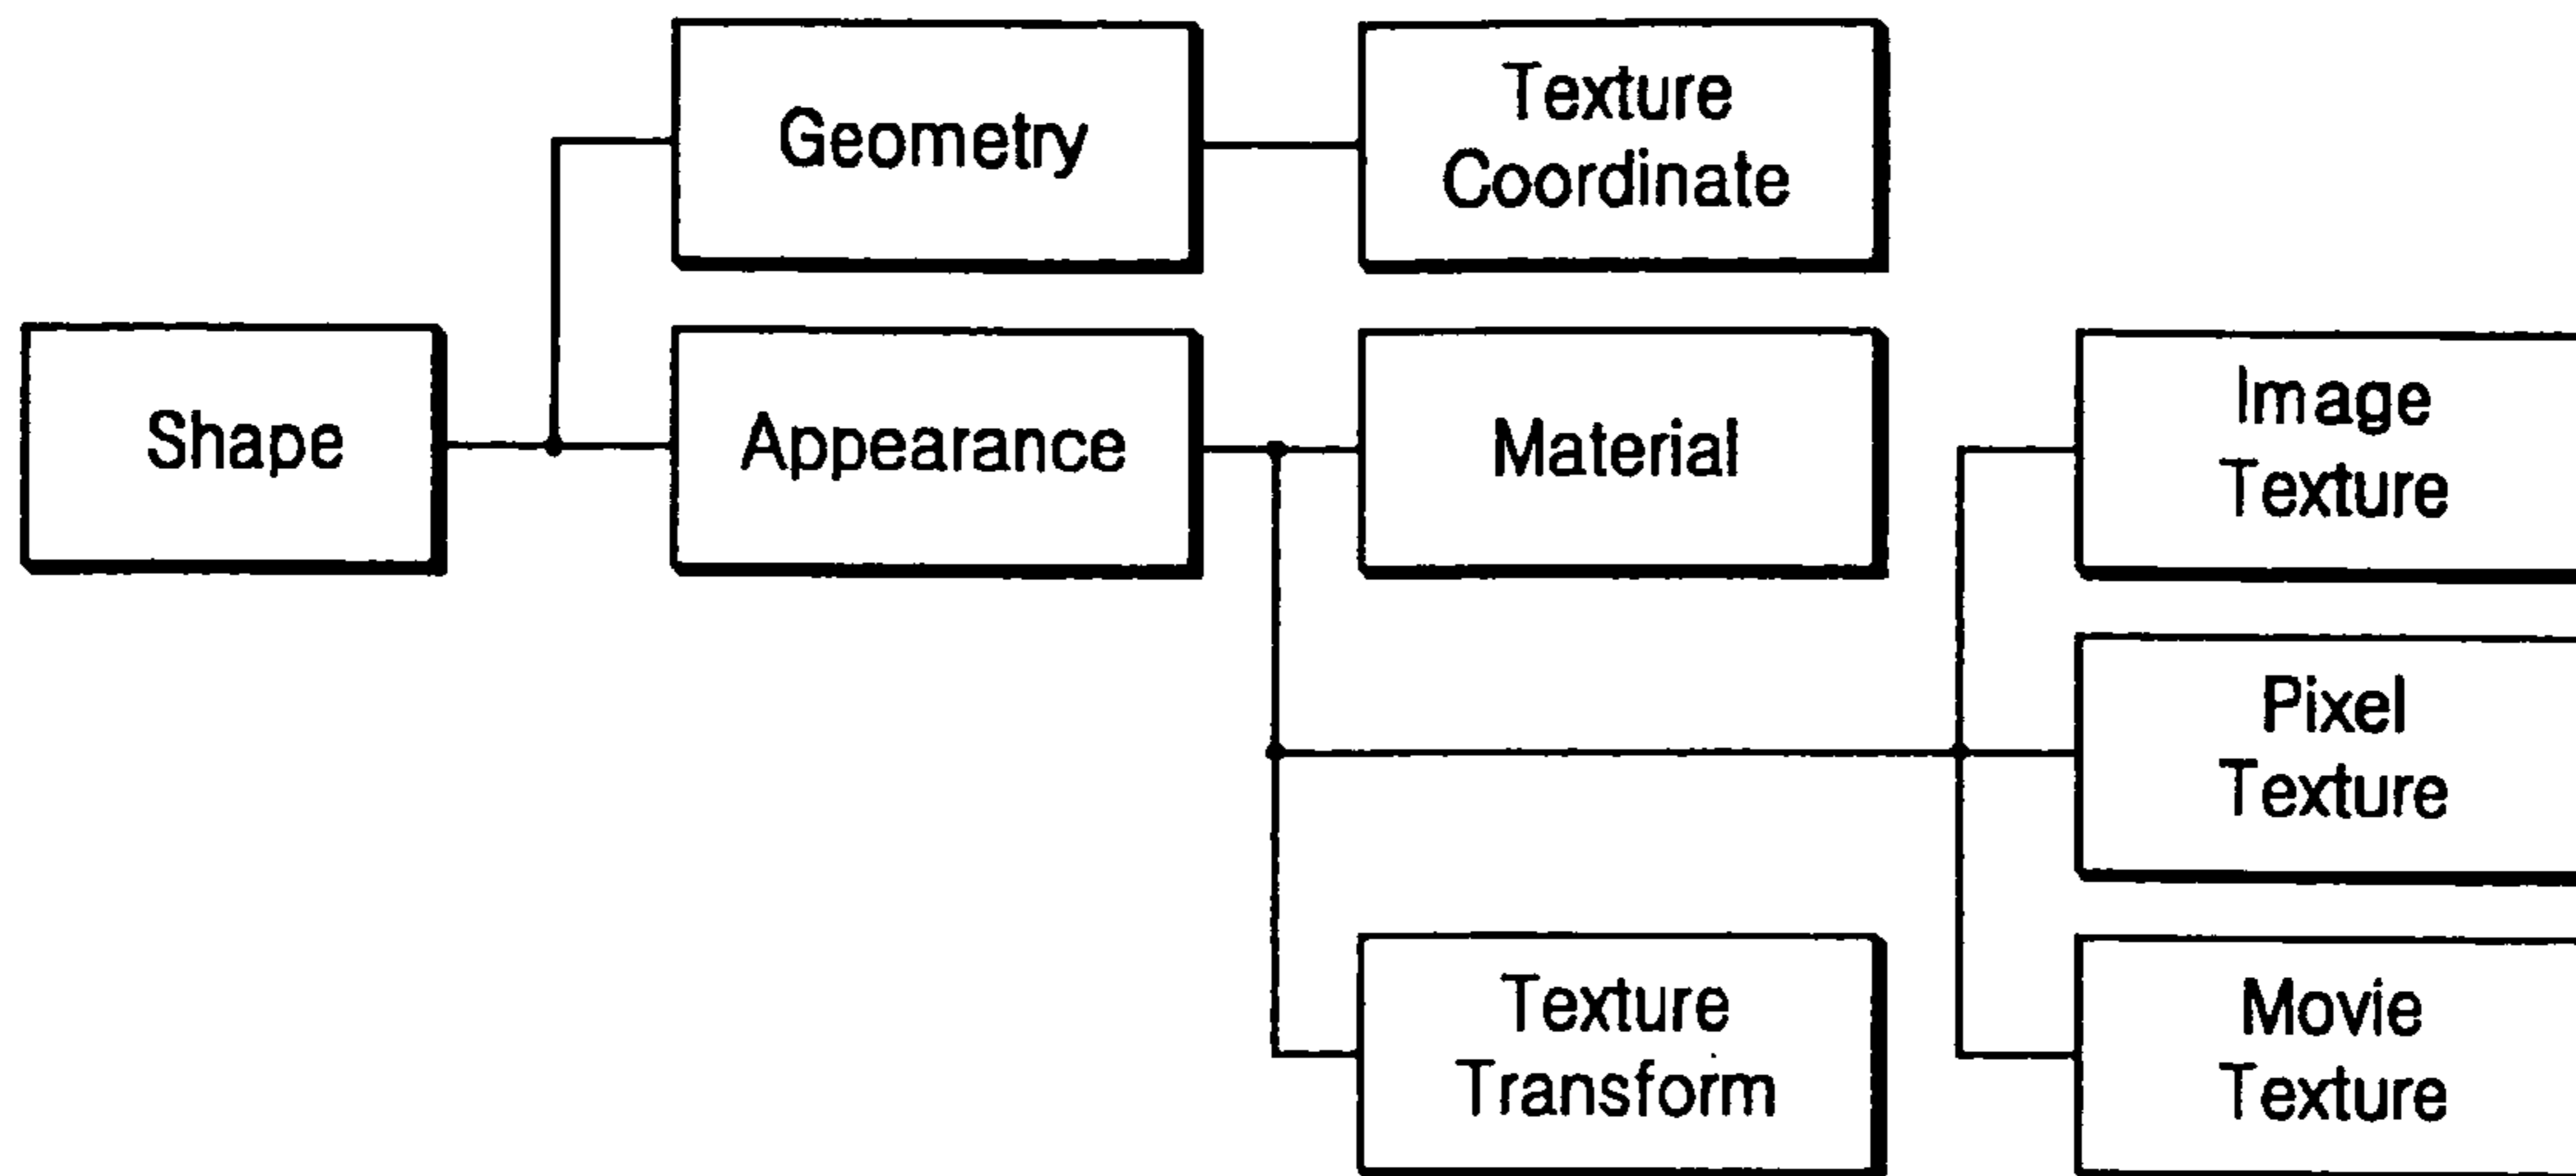 Geometry
Texture
Coordinate
Shape
Appearance
Material
Image
Texture
Pixel
Texture
Texture
Transform
Movie
Texture